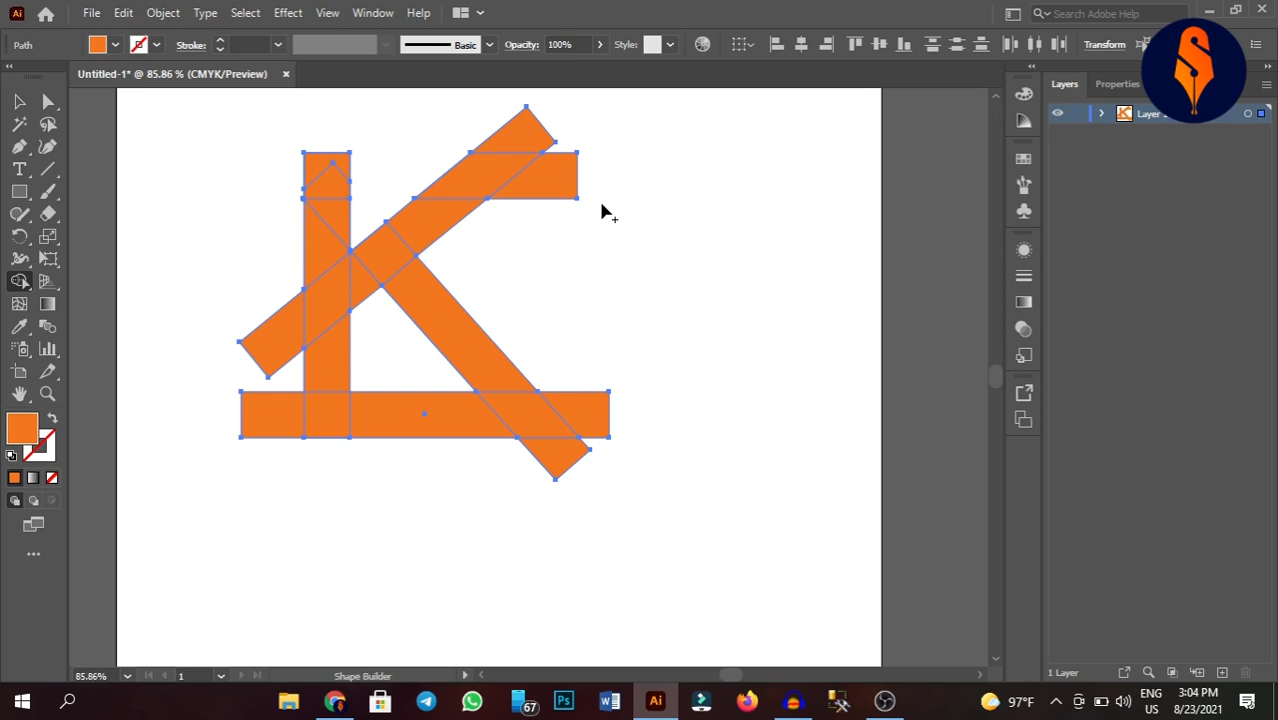 Ai File Edit Object Type Select Effect View Window Help Search Adobe Help
Path Stroke: Basic Opacity: 100% Style: Transform
Untitled-1* @ 85.86 % (CMYK/Preview) ×
Layers Properties
Layer
85.86% 1 Shape Builder 1 Layer
67 Ps W Ai 97°F ENG US 3:04 PM 8/23/2021